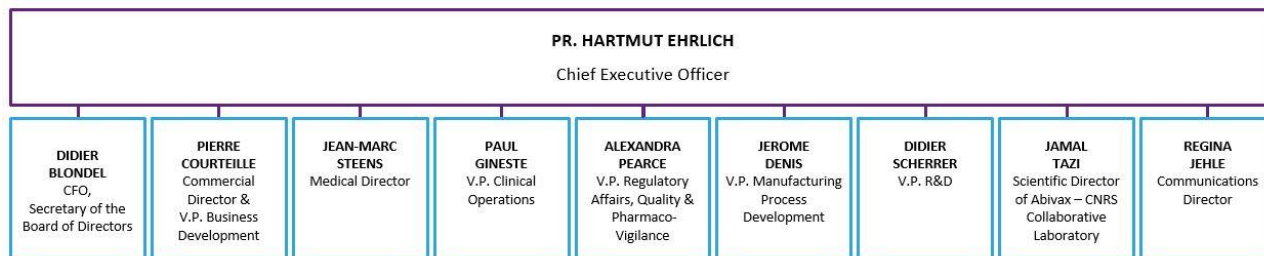 PR. HARTMUT EHRLICH
Chief Executive Officer
DIDIER
BLONDEL
CFO,
Secretary of the
Board of Directors
PIERRE
COURTEILLE
Commercial
Director &
V.P. Business
Development
JEAN-MARC
STEENS
Medical Director
PAUL
GINESTE
V.P. Clinical
Operations
ALEXANDRA
PEARCE
V.P. Regulatory
Affairs, Quality &
Pharmaco-
Vigilance
JEROME
DENIS
V.P. Manufacturing
Process
Development
DIDIER
SCHERRER
V.P. R&D
JAMAL
TAZI
Scientific Director
of Abivax – CNRS
Collaborative
Laboratory
REGINA
JEHLE
Communications
Director